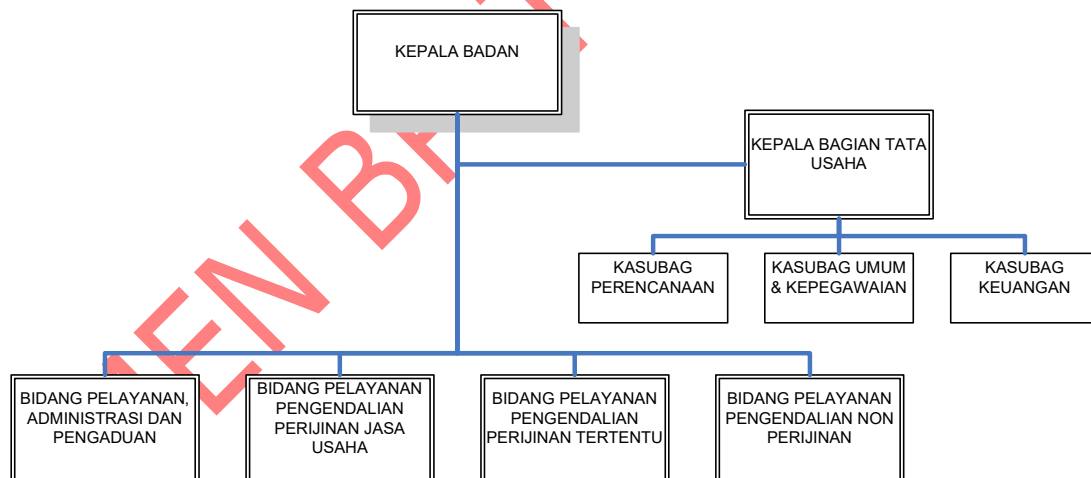 KEPALA BADAN
KEPALA BAGIAN TATA
USAHA
KASUBAG
PERENCANAAN
KASUBAG UMUM
& KEPEGAWAIAN
KASUBAG
KEUANGAN
BIDANG PELAYANAN,
ADMINISTRASI DAN
PENGADUAN
BIDANG PELAYANAN
PENGENDALIAN
PERIJINAN JASA
USAHA
BIDANG PELAYANAN
PENGENDALIAN
PERIJINAN TERTENTU
BIDANG PELAYANAN
PENGENDALIAN NON
PERIJINAN